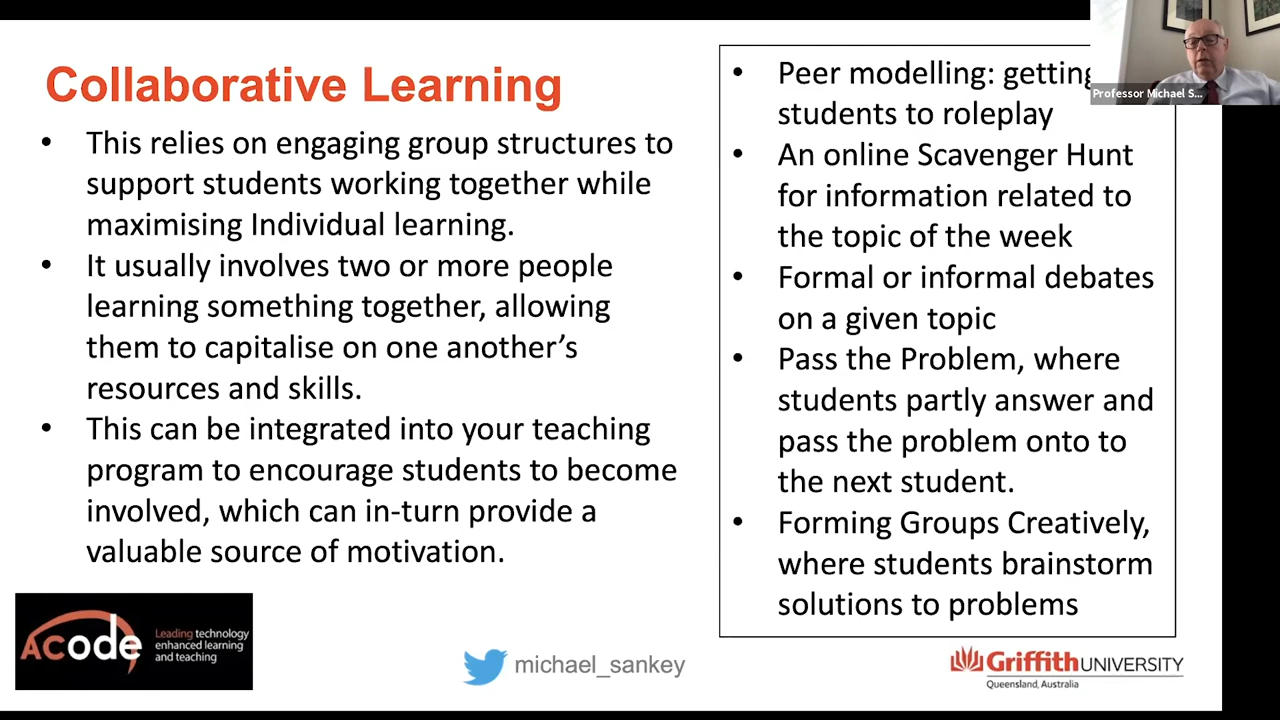 Collaborative Learning
• This relies on engaging group structures to
support students working together while
maximising Individual learning.
• It usually involves two or more people
learning something together, allowing
them to capitalise on one another’s
resources and skills.
• This can be integrated into your teaching
program to encourage students to become
involved, which can in-turn provide a
valuable source of motivation.
• Peer modelling: getting
students to roleplay
• An online Scavenger Hunt
for information related to
the topic of the week
• Formal or informal debates
on a given topic
• Pass the Problem, where
students partly answer and
pass the problem onto to
the next student.
• Forming Groups Creatively,
where students brainstorm
solutions to problems
Professor Michael S...
ACode
Leading technology
enhanced learning
and teaching
michael_sankey
Griffith UNIVERSITY
Queensland, Australia